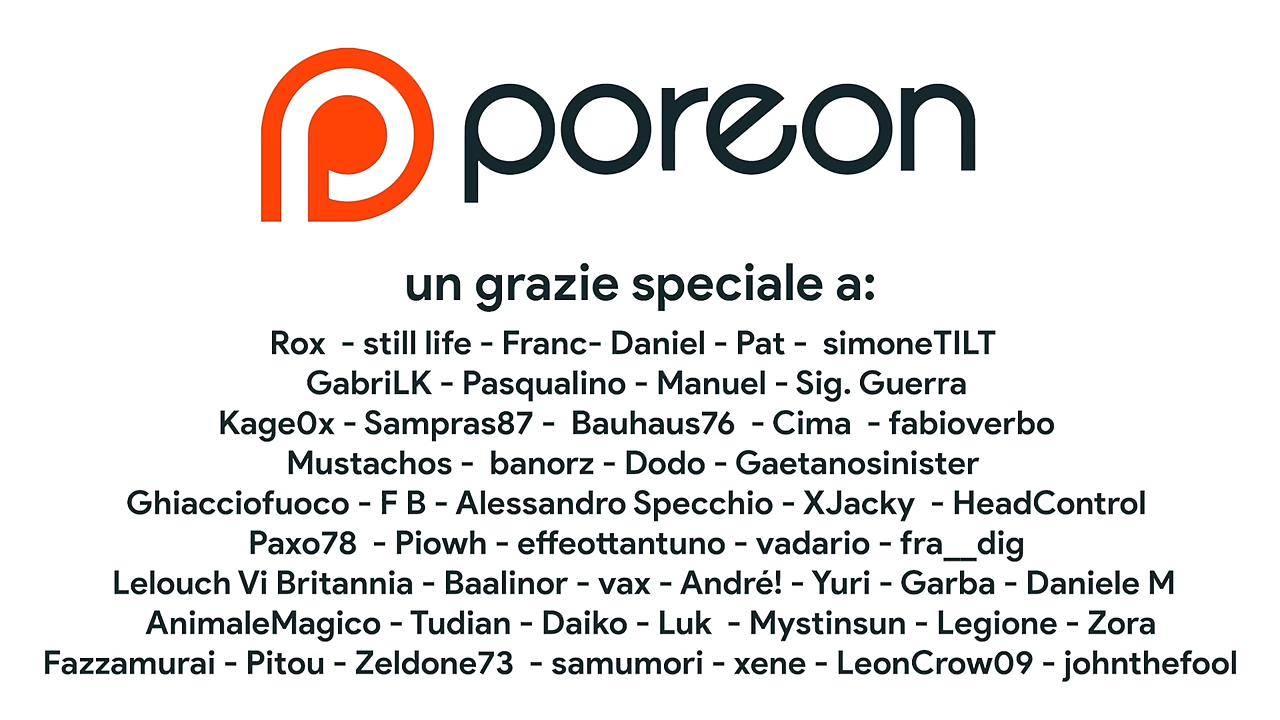 poreon
un grazie speciale a:
Rox - still life - Franc- Daniel - Pat - simoneTILT
GabriLK - Pasqualino - Manuel - Sig. Guerra
Kage0x - Sampras87 - Bauhaus76 - Cima - fabioverbo
Mustachos - banorz - Dodo - Gaetanosinister
Ghiacciofuoco - F B - Alessandro Specchio - XJacky - HeadControl
Paxo78 - Piowh - effeottantuno - vadario - fra__dig
Lelouch Vi Britannia - Baalinor - vax - André! - Yuri - Garba - Daniele M
AnimaleMagico - Tudian - Daiko - Luk - Mystinsun - Legione - Zora
Fazzamurai - Pitou - Zeldone73 - samumori - xene - LeonCrow09 - johnthefool